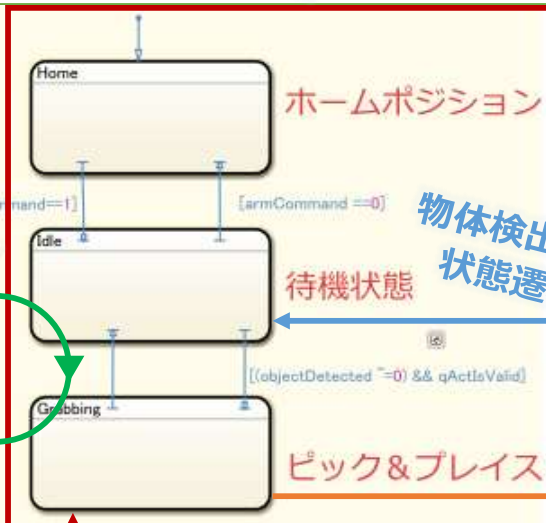 Home
ホームポジション
mand==1]
[armCommand ==0]
物体検出
Idle
状態遷
待機状態
[(objectDetected ~=0) && qActIsValid]
Grabbing
ピック&プレイス